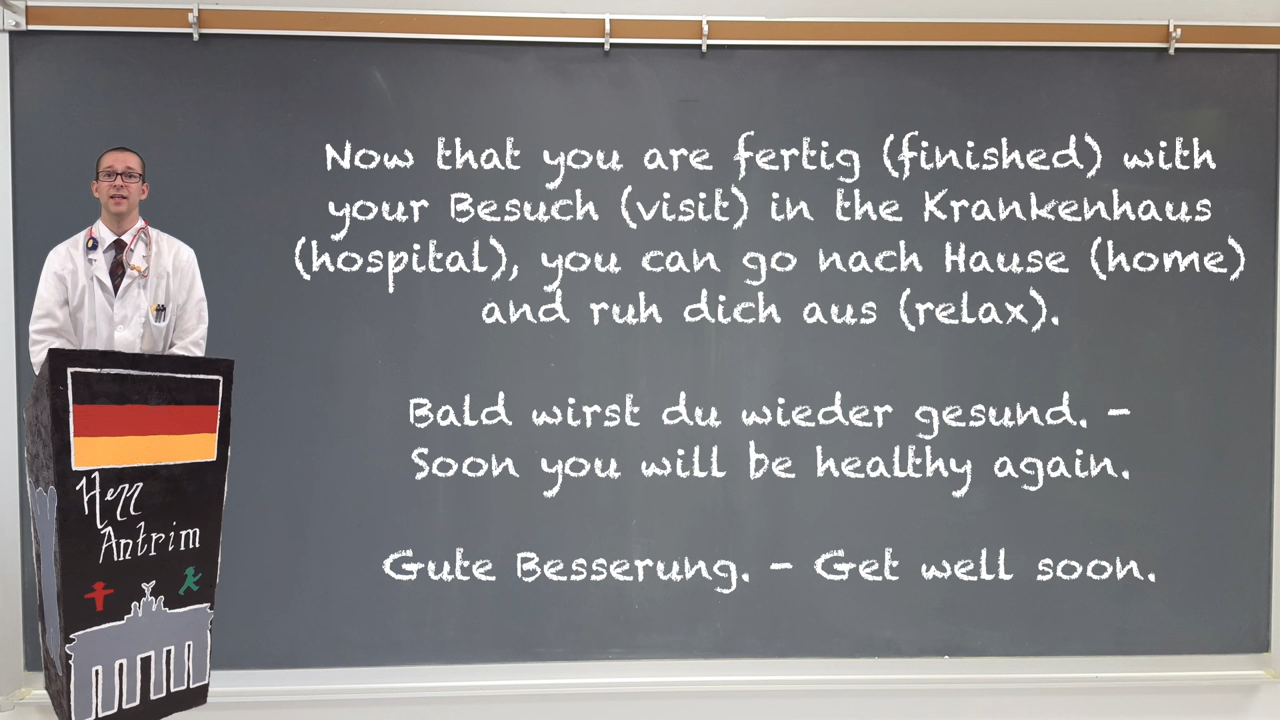 Now that you are fertig (finished) with
your Besuch (visit) in the Krankenhaus
(hospital), you can go nach Hause (home)
and ruh dich aus (relax).
Bald wirst du wieder gesund. -
Soon you will be healthy again.
Gute Besserung. - Get well soon.
Herr
Antrim